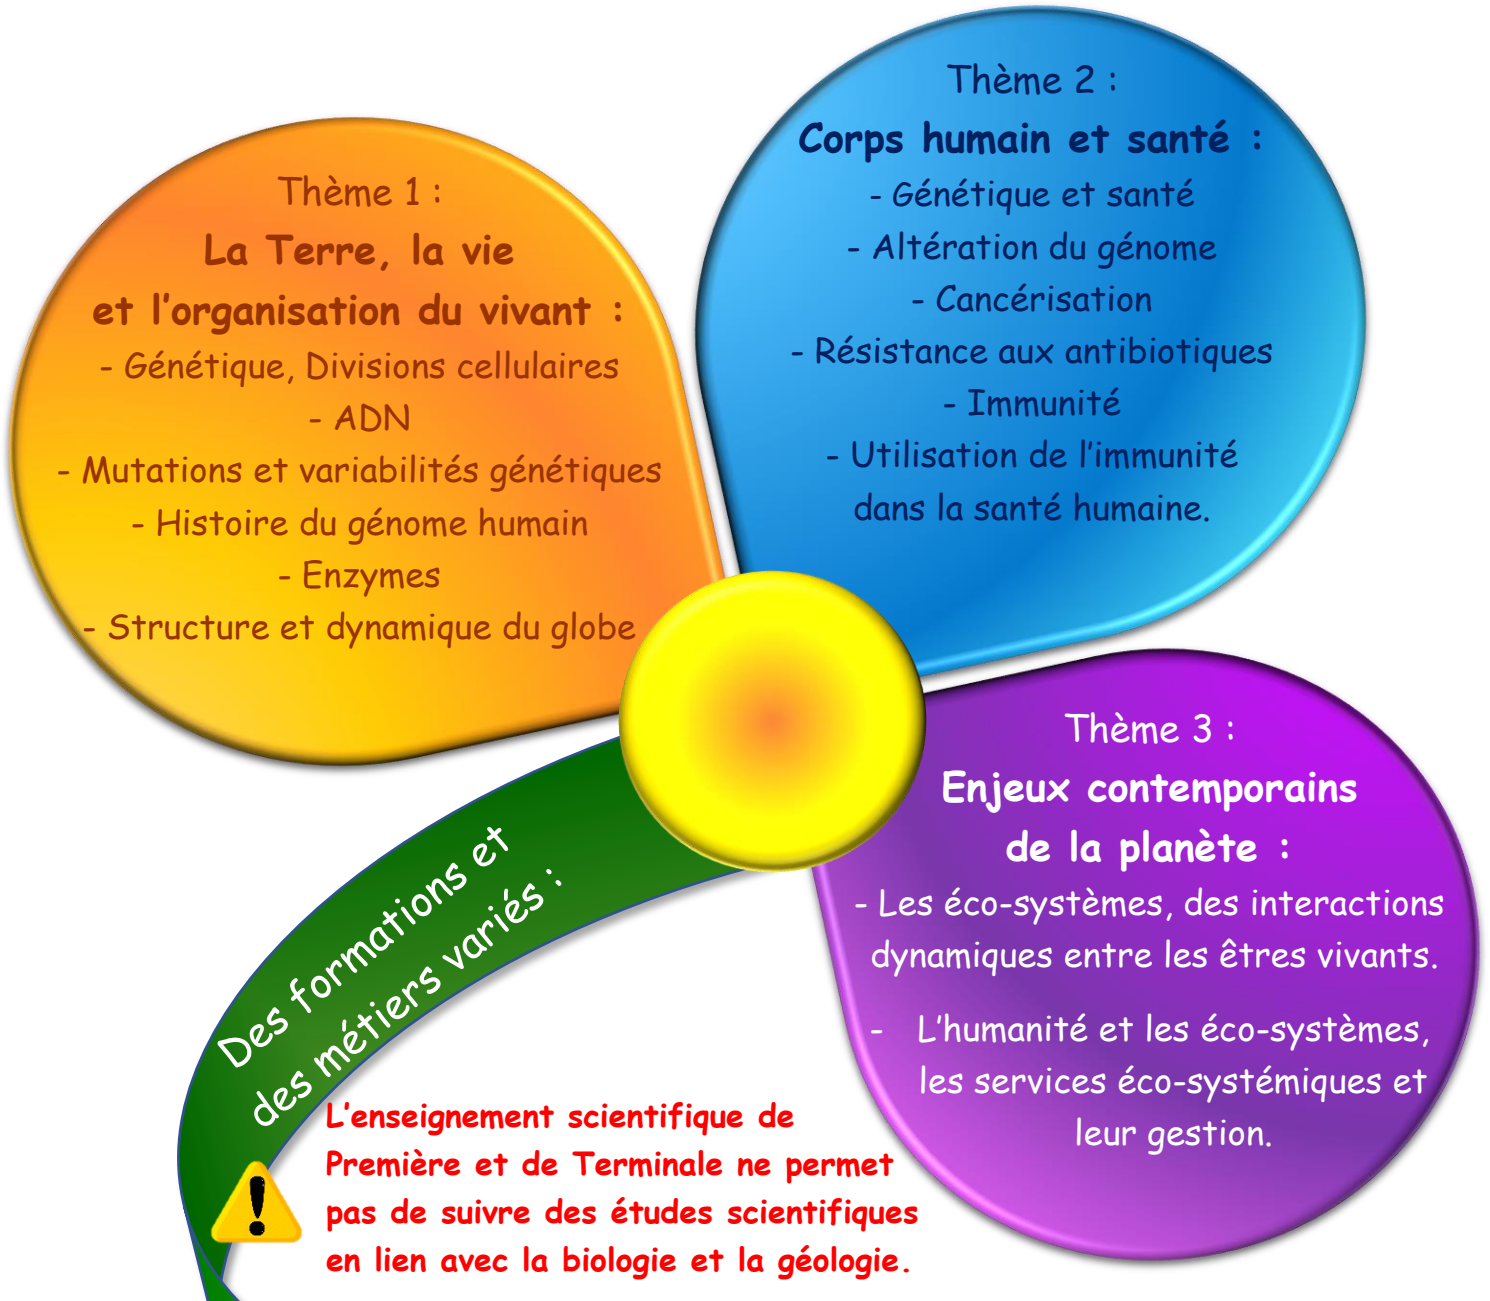 Thème 1 :
La Terre, la vie
et l’organisation du vivant :
- Génétique, Divisions cellulaires
- ADN
- Mutations et variabilités génétiques
- Histoire du génome humain
- Enzymes
- Structure et dynamique du globe
Thème 2 :
Corps humain et santé :
- Génétique et santé
- Altération du génome
- Cancérisation
- Résistance aux antibiotiques
- Immunité
- Utilisation de l’immunité
dans la santé humaine.
Thème 3 :
Enjeux contemporains
de la planète :
- Les éco-systèmes, des interactions
dynamiques entre les êtres vivants.
- L’humanité et les éco-systèmes,
les services éco-systémiques et
leur gestion.
Des formations et
des métiers variés :
L’enseignement scientifique de
Première et de Terminale ne permet
pas de suivre des études scientifiques
en lien avec la biologie et la géologie.